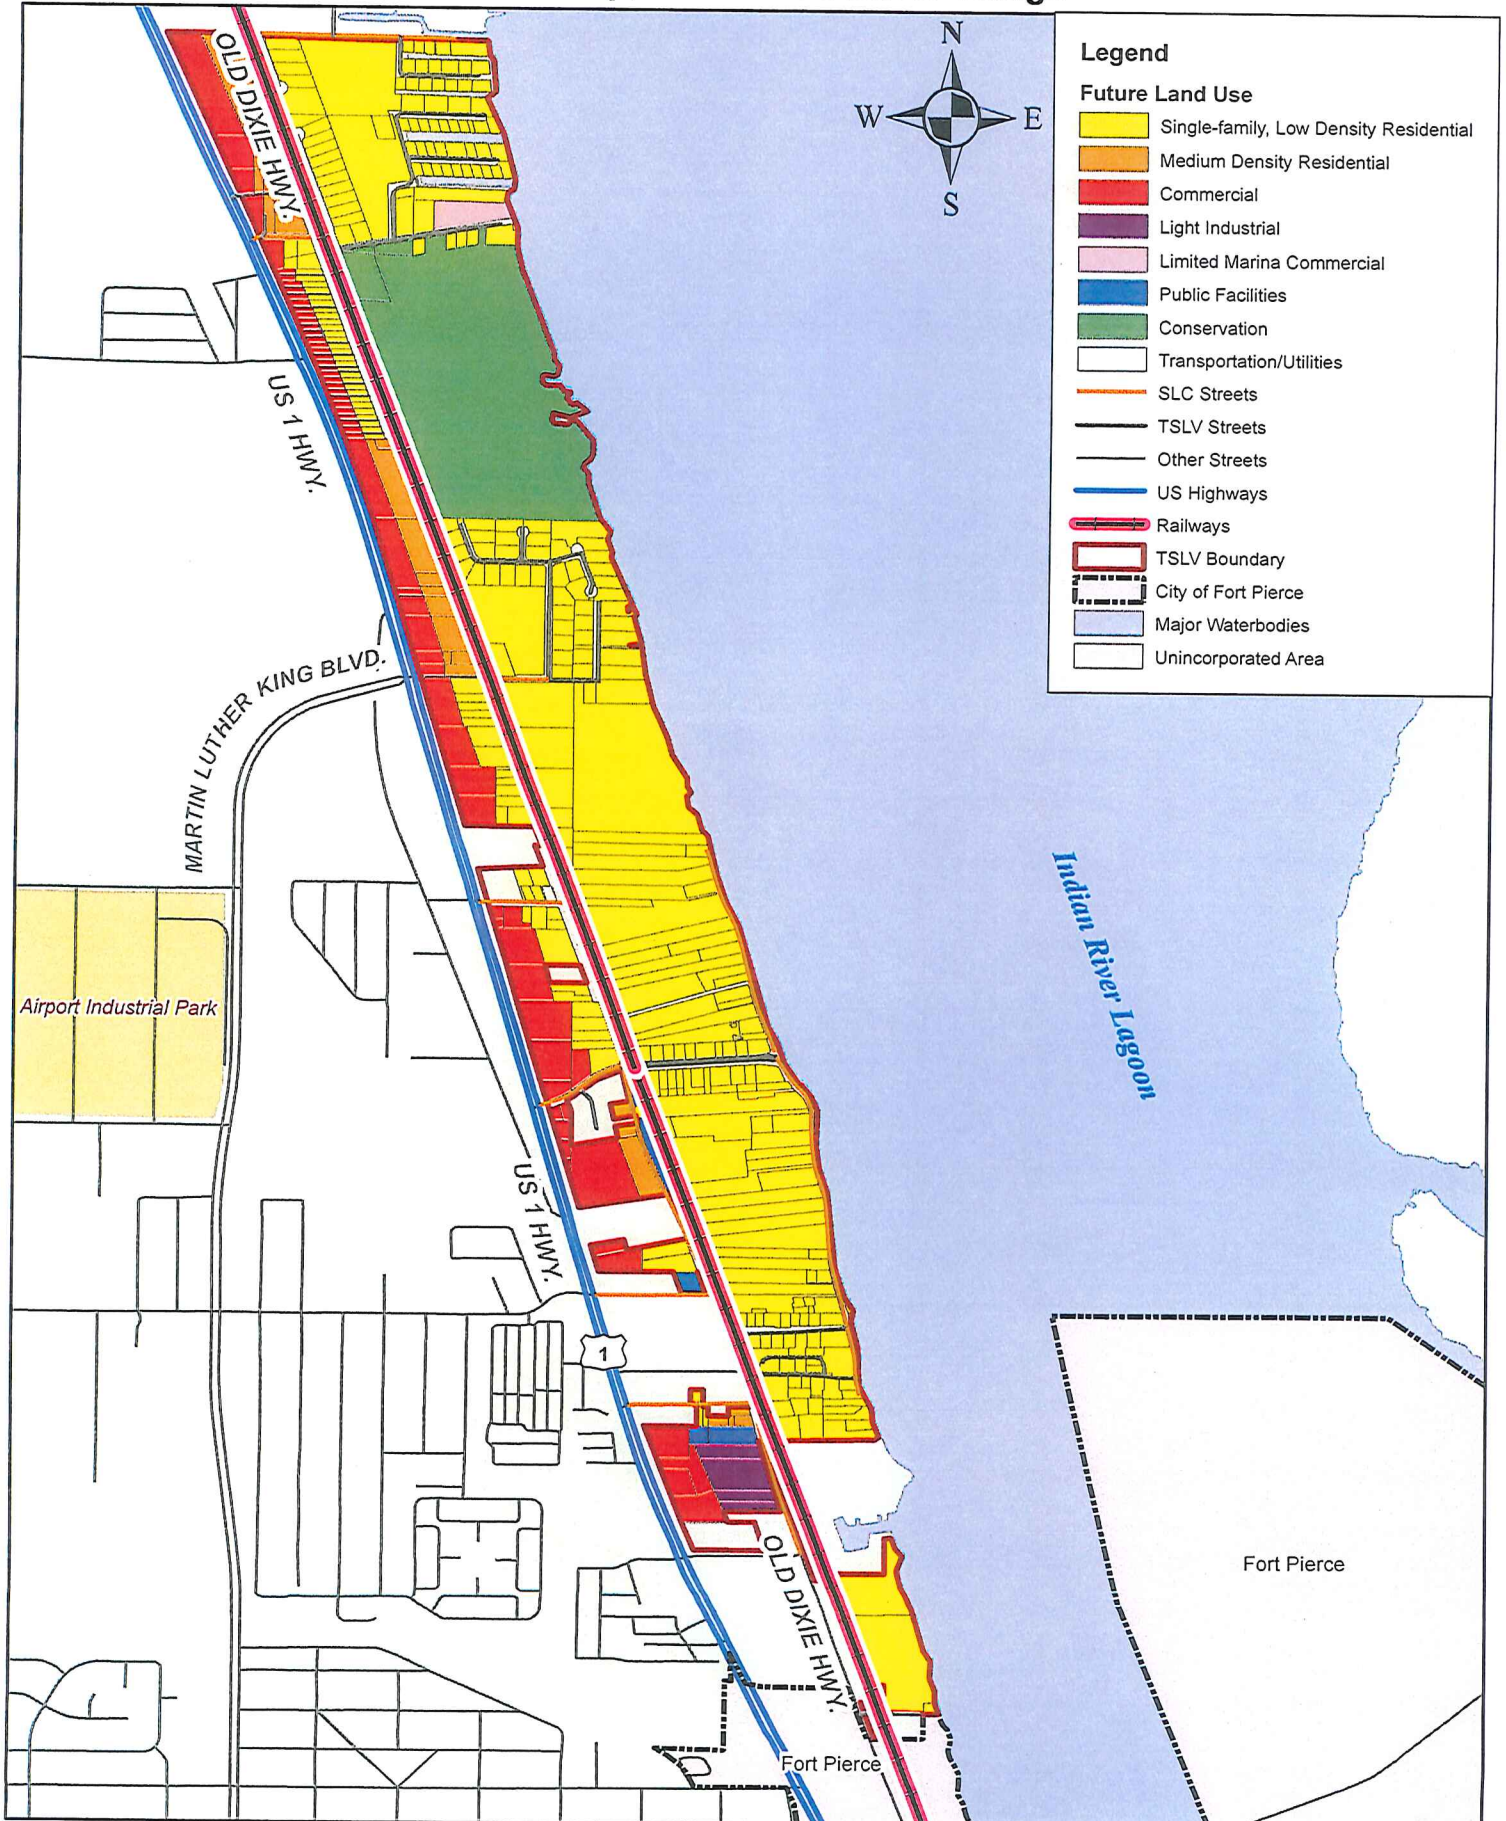 Legend
Future Land Use
Single-family, Low Density Residential
Medium Density Residential
Commercial
Light Industrial
Limited Marina Commercial
Public Facilities
Conservation
Transportation/Utilities
SLC Streets
TSLV Streets
Other Streets
US Highways
Railways
TSLV Boundary
City of Fort Pierce
Major Waterbodies
Unincorporated Area
N
W
E
S
OLD DIXIE HWY.
US 1 HWY.
MARTIN LUTHER KING BLVD.
Airport Industrial Park
Indian River Lagoon
US 1 HWY.
1
OLD DIXIE HWY.
Fort Pierce
Fort Pierce